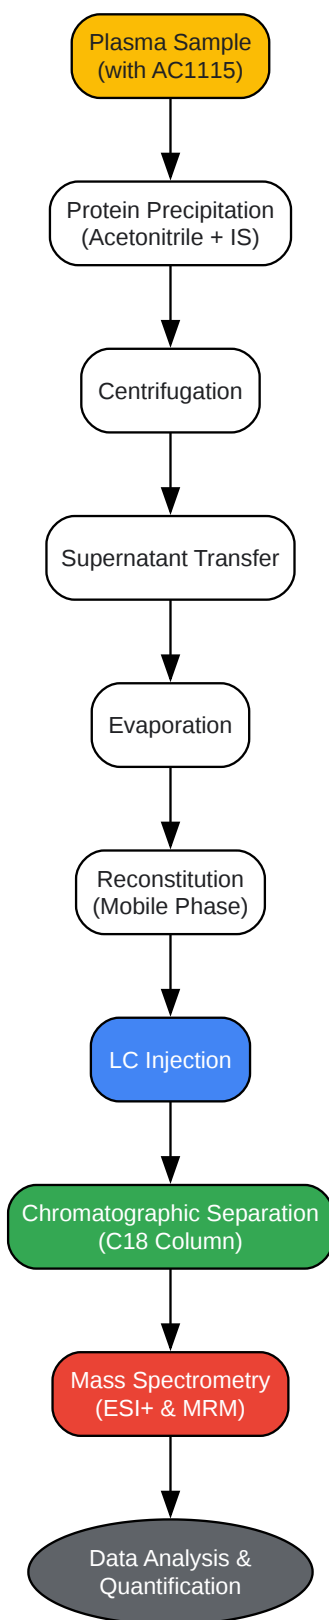 Plasma Sample
(with AC1115)
Protein Precipitation
(Acetonitrile + IS)
Centrifugation
Supernatant Transfer
Evaporation
Reconstitution
(Mobile Phase)
LC Injection
Chromatographic Separation
(C18 Column)
Mass Spectrometry
(ESI+ & MRM)
Data Analysis &
Quantification